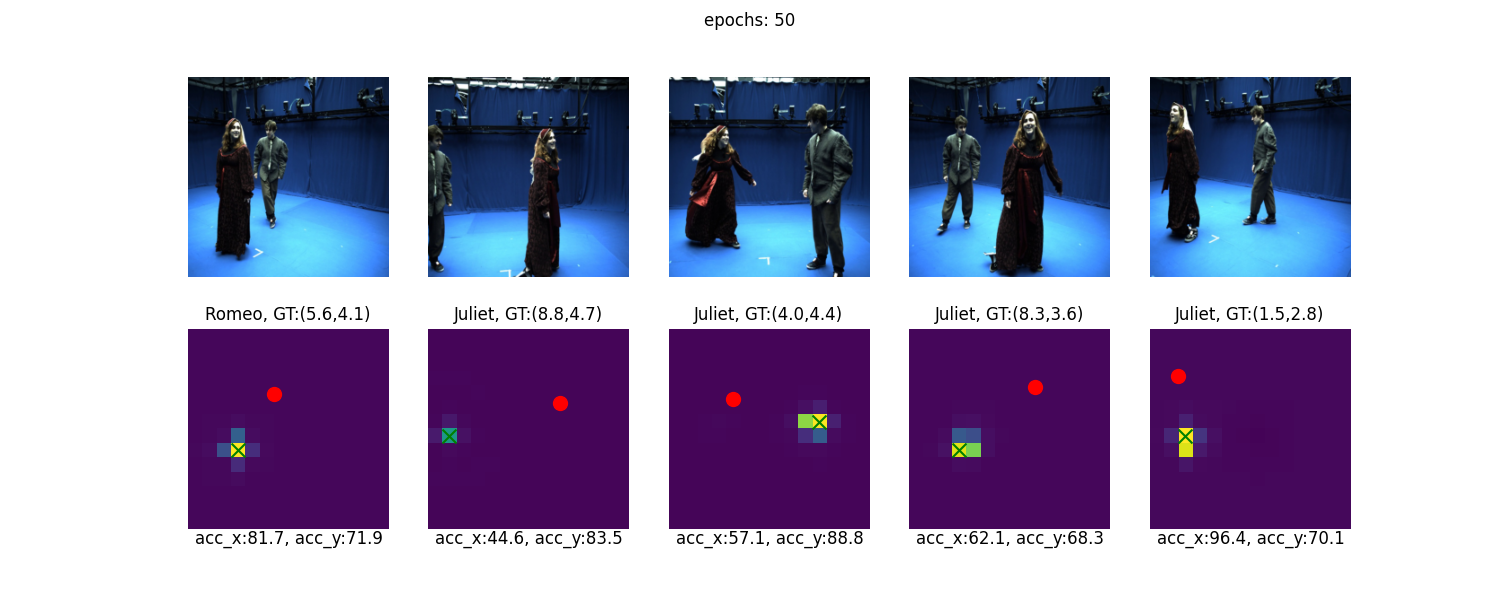 epochs: 50
Romeo, GT:(5.6,4.1)
Juliet, GT:(8.8,4.7)
Juliet, GT:(4.0,4.4)
Juliet, GT:(8.3,3.6)
Juliet, GT:(1.5,2.8)
acc_x:81.7, acc_y:71.9
acc_x:44.6, acc_y:83.5
acc_x:57.1, acc_y:88.8
acc_x:62.1, acc_y:68.3
acc_x:96.4, acc_y:70.1